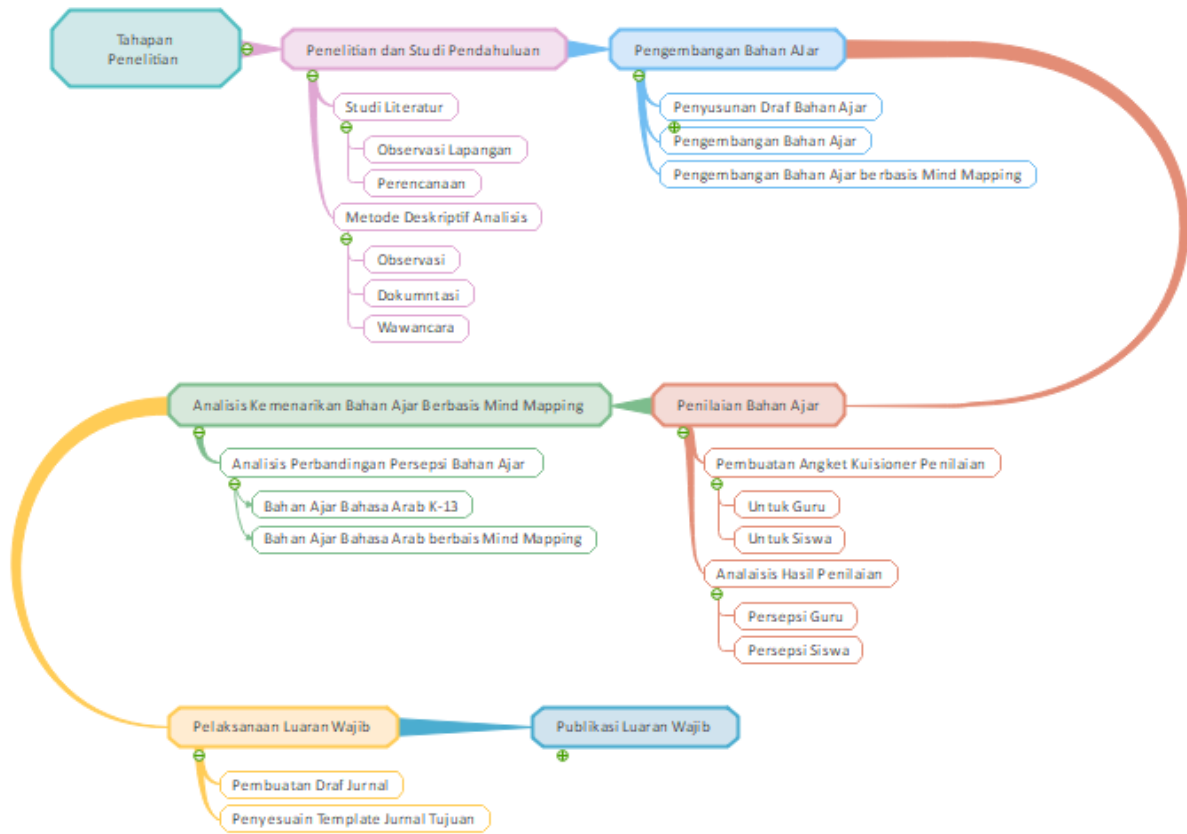 Tahapan
Penelitian
Penelitian dan Studi Pendahuluan
Pengembangan Bahan AJar
Studi Literatur
Observasi Lapangan
Perencanaan
Metode Deskriptif Analisis
Observasi
Dokumntasi
Wawancara
Penyusunan Draf Bahan Ajar
Pengembangan Bahan Ajar
Pengembangan Bahan Ajar berbasis Mind Mapping
Analisis Kemenarikan Bahan Ajar Berbasis Mind Mapping
Penilaian Bahan Ajar
Analisis Perbandingan Persepsi Bahan Ajar
Bahan Ajar Bahasa Arab K-13
Bahan Ajar Bahasa Arab berbais Mind Mapping
Pembuatan Angket Kuisioner Penilaian
Untuk Guru
Untuk Siswa
Analaisis Hasil Penilaian
Persepsi Guru
Persepsi Siswa
Pelaksanaan Luaran Wajib
Publikasi Luaran Wajib
Pembuatan Draf Jurnal
Penyesuain Template Jurnal Tujuan